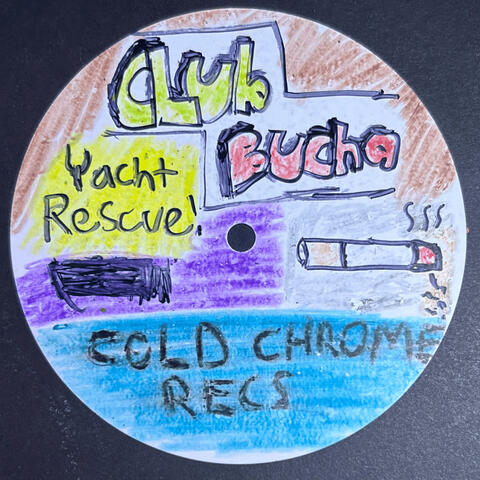 CLUB
BUCHA
Yacht
Rescue!
COLD CHROME
RECS